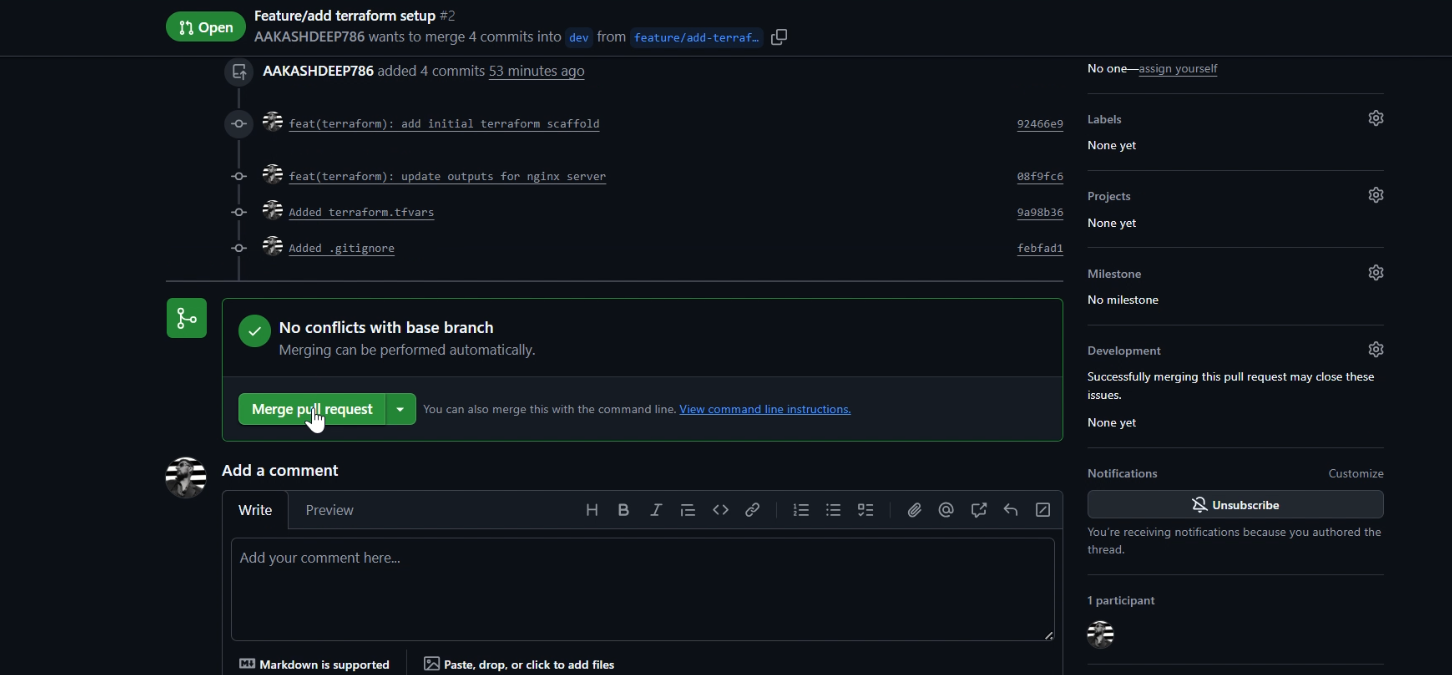 Open
Feature/add terraform setup #2
AAKASHDEEP786 wants to merge 4 commits into dev from feature/add-terraf…
AAKASHDEEP786 added 4 commits 53 minutes ago
feat(terraform): add initial terraform scaffold 92466e9
feat(terraform): update outputs for nginx server 08f9fc6
Added terraform.tfvars 9a98b36
Added .gitignore febfad1
No conflicts with base branch
Merging can be performed automatically.
Merge pull request
You can also merge this with the command line. View command line instructions.
Add a comment
Write Preview
Add your comment here...
Markdown is supported
Paste, drop, or click to add files
No one—assign yourself
Labels
None yet
Projects
None yet
Milestone
No milestone
Development
Successfully merging this pull request may close these
issues.
None yet
Notifications Customize
Unsubscribe
You're receiving notifications because you authored the
thread.
1 participant